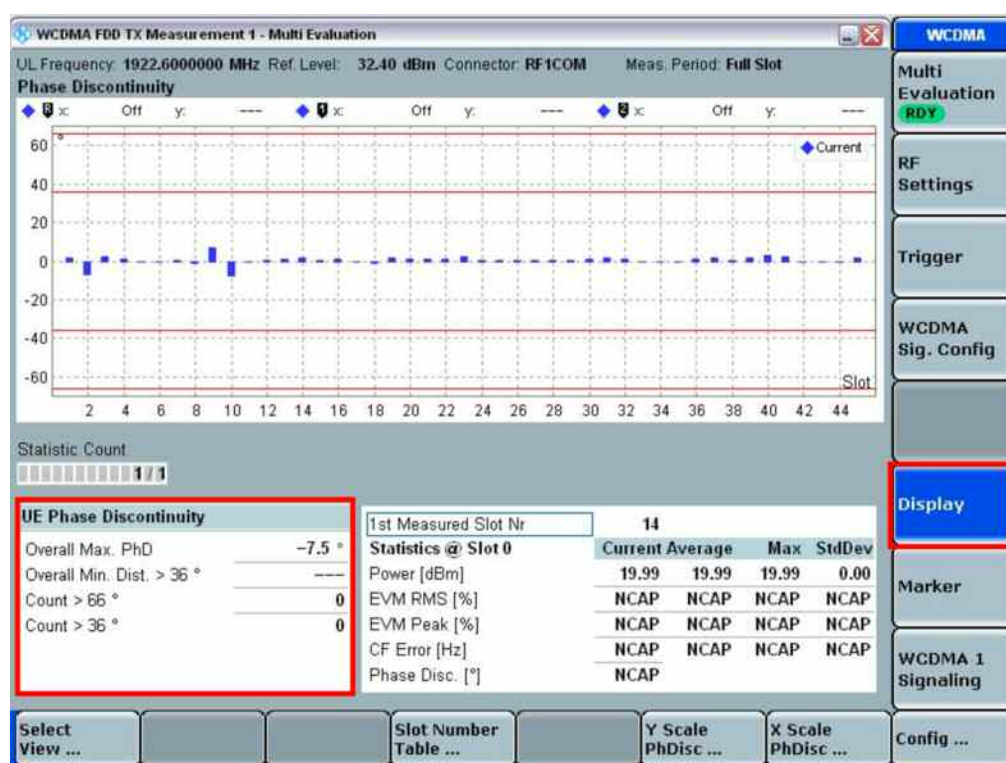 WCDMA FDD TX Measurement 1 - Multi Evaluation
WCDMA
UL Frequency: 1922.6000000 MHz Ref. Level: 32.40 dBm Connector: RF1COM Meas. Period: Full Slot
Phase Discontinuity
R x: Off y: --- 1 x: Off y: --- 2 x: Off y: ---
°
Current
60
40
20
0
-20
-40
-60
Slot
2 4 6 8 10 12 14 16 18 20 22 24 26 28 30 32 34 36 38 40 42 44
Statistic Count
1 / 1
UE Phase Discontinuity
Overall Max. PhD -7.5 °
Overall Min. Dist. > 36 ° ---
Count > 66 ° 0
Count > 36 ° 0
1st Measured Slot Nr 14
Statistics @ Slot 0 Current Average Max StdDev
Power [dBm] 19.99 19.99 19.99 0.00
EVM RMS [%] NCAP NCAP NCAP NCAP
EVM Peak [%] NCAP NCAP NCAP NCAP
CF Error [Hz] NCAP NCAP NCAP NCAP
Phase Disc. [°] NCAP
Multi
Evaluation
RDY
RF
Settings
Trigger
WCDMA
Sig. Config
Display
Marker
WCDMA 1
Signaling
Select
View ...
Slot Number
Table ...
Y Scale
PhDisc ...
X Scale
PhDisc ...
Config ...